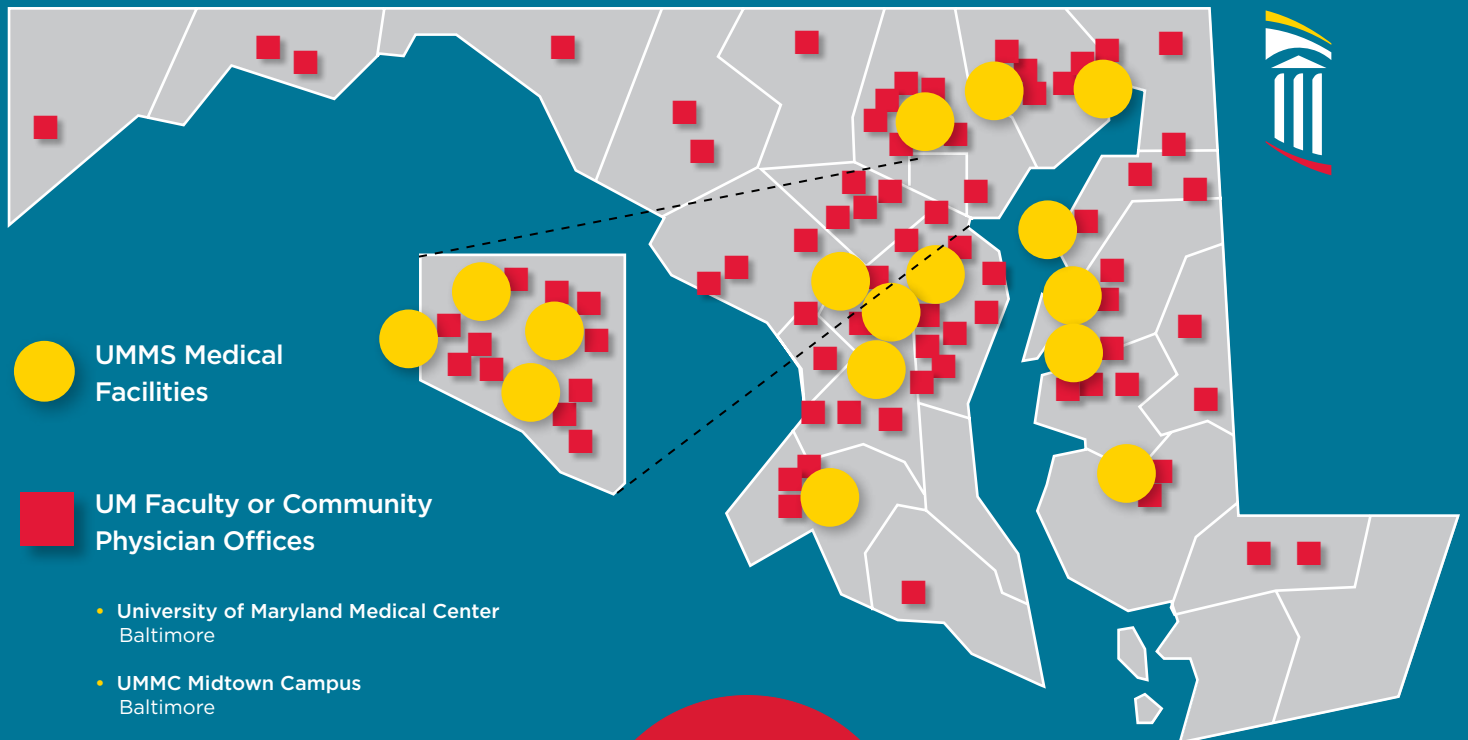 UMMS Medical
Facilities
UM Faculty or Community
Physician Offices
• University of Maryland Medical Center
Baltimore
• UMMC Midtown Campus
Baltimore